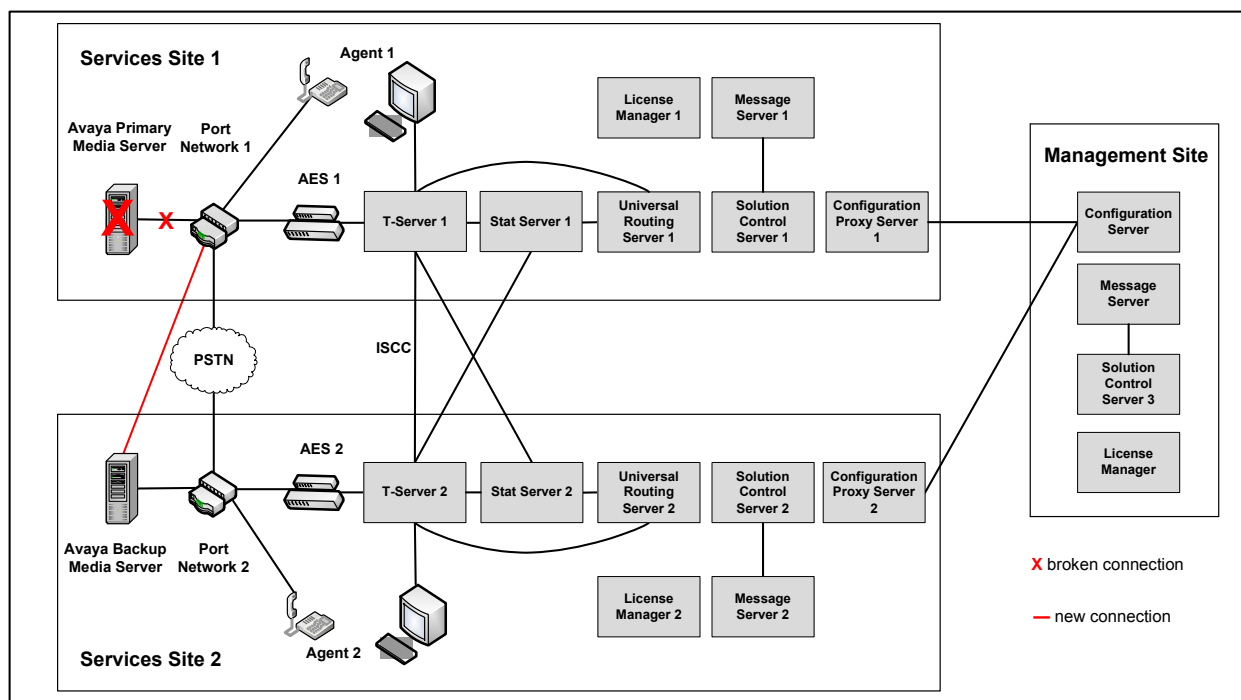 Services Site 1
Agent 1
Avaya Primary
Media Server
Port
Network 1
AES 1
License
Manager 1
Message
Server 1
T-Server 1
Stat Server 1
Universal
Routing
Server 1
Solution
Control
Server 1
Configuration
Proxy Server
1
Management Site
Configuration
Server
Message
Server
Solution
Control
Server 3
License
Manager
X
X
PSTN
ISCC
AES 2
T-Server 2
Stat Server 2
Universal
Routing
Server 2
Solution
Control
Server 2
Configuration
Proxy Server
2
Avaya Backup
Media Server
Port
Network 2
License
Manager 2
Message
Server 2
Agent 2
Services Site 2
X broken connection
new connection